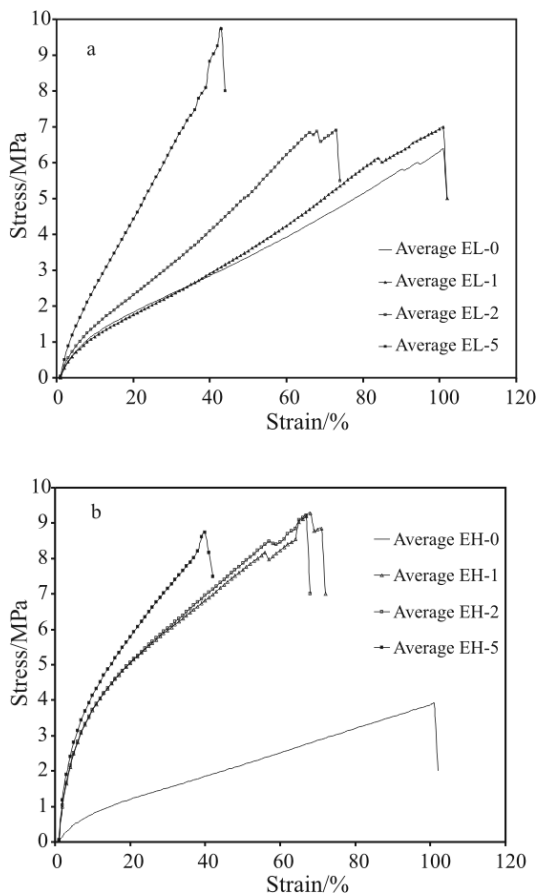 a
10
9
8
7
6
5
4
3
2
1
0
Stress/MPa
Average EL-0
Average EL-1
Average EL-2
Average EL-5
0 20 40 60 80 100 120
Strain/%
b
10
9
8
7
6
5
4
3
2
1
0
Stress/MPa
Average EH-0
Average EH-1
Average EH-2
Average EH-5
0 20 40 60 80 100 120
Strain/%